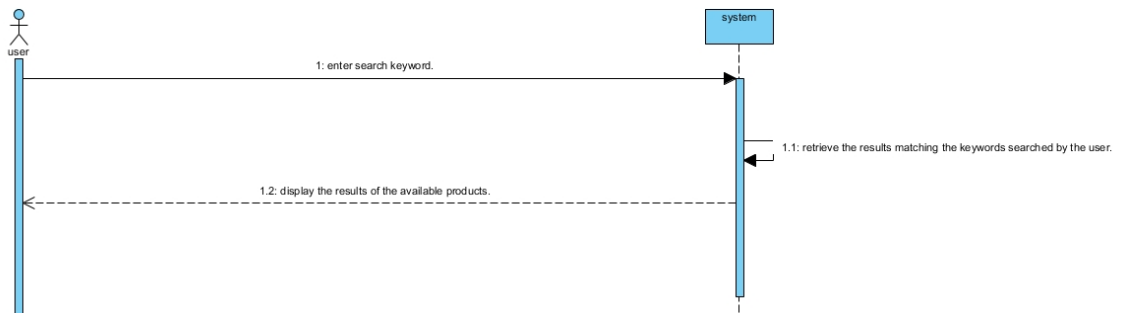 system
user
1: enter search keyword.
1.1: retrieve the results matching the keywords searched by the user.
1.2: display the results of the available products.